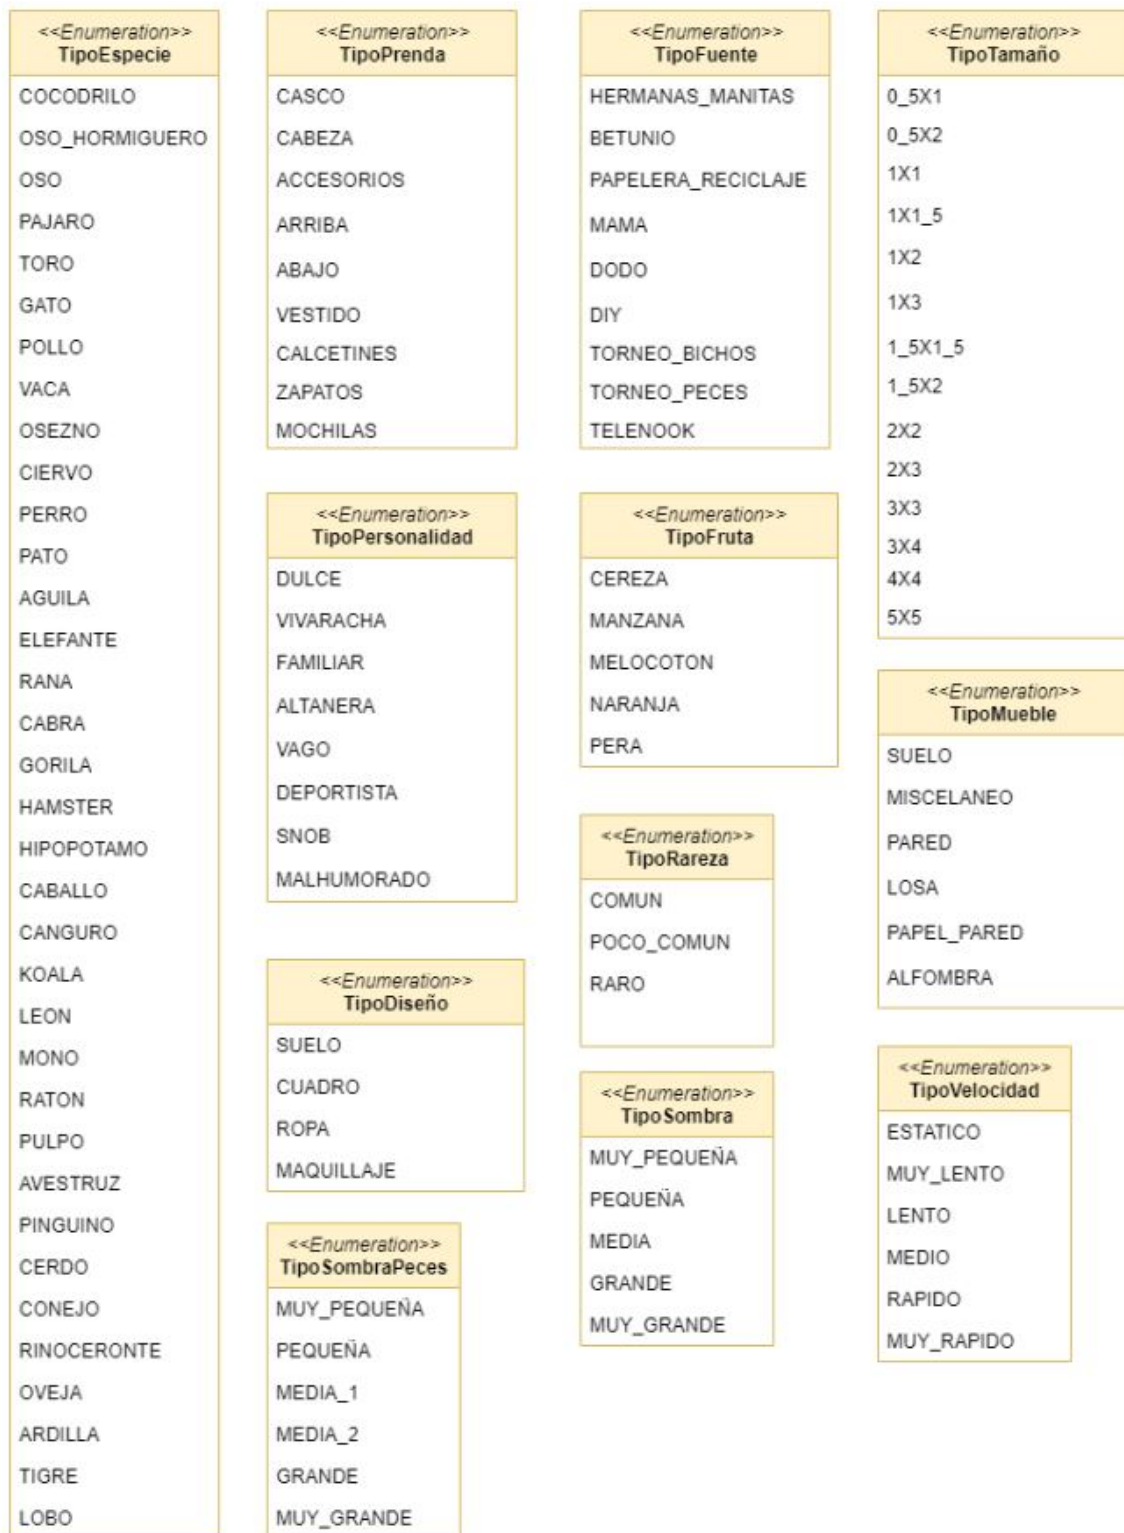 <<Enumeration>>
TipoEspecie
COCODRILO
OSO_HORMIGUERO
OSO
PAJARO
TORO
GATO
POLLO
VACA
OSEZNO
CIERVO
PERRO
PATO
AGUILA
ELEFANTE
RANA
CABRA
GORILA
HAMSTER
HIPOPOTAMO
CABALLO
CANGURO
KOALA
LEON
MONO
RATON
PULPO
AVESTRUZ
PINGUINO
CERDO
CONEJO
RINOCERONTE
OVEJA
ARDILLA
TIGRE
LOBO
<<Enumeration>>
TipoPrenda
CASCO
CABEZA
ACCESORIOS
ARRIBA
ABAJO
VESTIDO
CALCETINES
ZAPATOS
MOCHILAS
<<Enumeration>>
TipoPersonalidad
DULCE
VIVARACHA
FAMILIAR
ALTANERA
VAGO
DEPORTISTA
SNOB
MALHUMORADO
<<Enumeration>>
TipoDiseño
SUELO
CUADRO
ROPA
MAQUILLAJE
<<Enumeration>>
TipoSombraPeces
MUY_PEQUEÑA
PEQUEÑA
MEDIA_1
MEDIA_2
GRANDE
MUY_GRANDE
<<Enumeration>>
TipoFuente
HERMANAS_MANITAS
BETUNIO
PAPELERA_RECICLAJE
MAMA
DODO
DIY
TORNEO_BICHOS
TORNEO_PECES
TELENOOK
<<Enumeration>>
TipoFruta
CEREZA
MANZANA
MELOCOTON
NARANJA
PERA
<<Enumeration>>
TipoRareza
COMUN
POCO_COMUN
RARO
<<Enumeration>>
TipoSombra
MUY_PEQUEÑA
PEQUEÑA
MEDIA
GRANDE
MUY_GRANDE
<<Enumeration>>
TipoTamaño
0_5X1
0_5X2
1X1
1X1_5
1X2
1X3
1_5X1_5
1_5X2
2X2
2X3
3X3
3X4
4X4
5X5
<<Enumeration>>
TipoMueble
SUELO
MISCELANEO
PARED
LOSA
PAPEL_PARED
ALFOMBRA
<<Enumeration>>
TipoVelocidad
ESTATICO
MUY_LENTO
LENTO
MEDIO
RAPIDO
MUY_RAPIDO